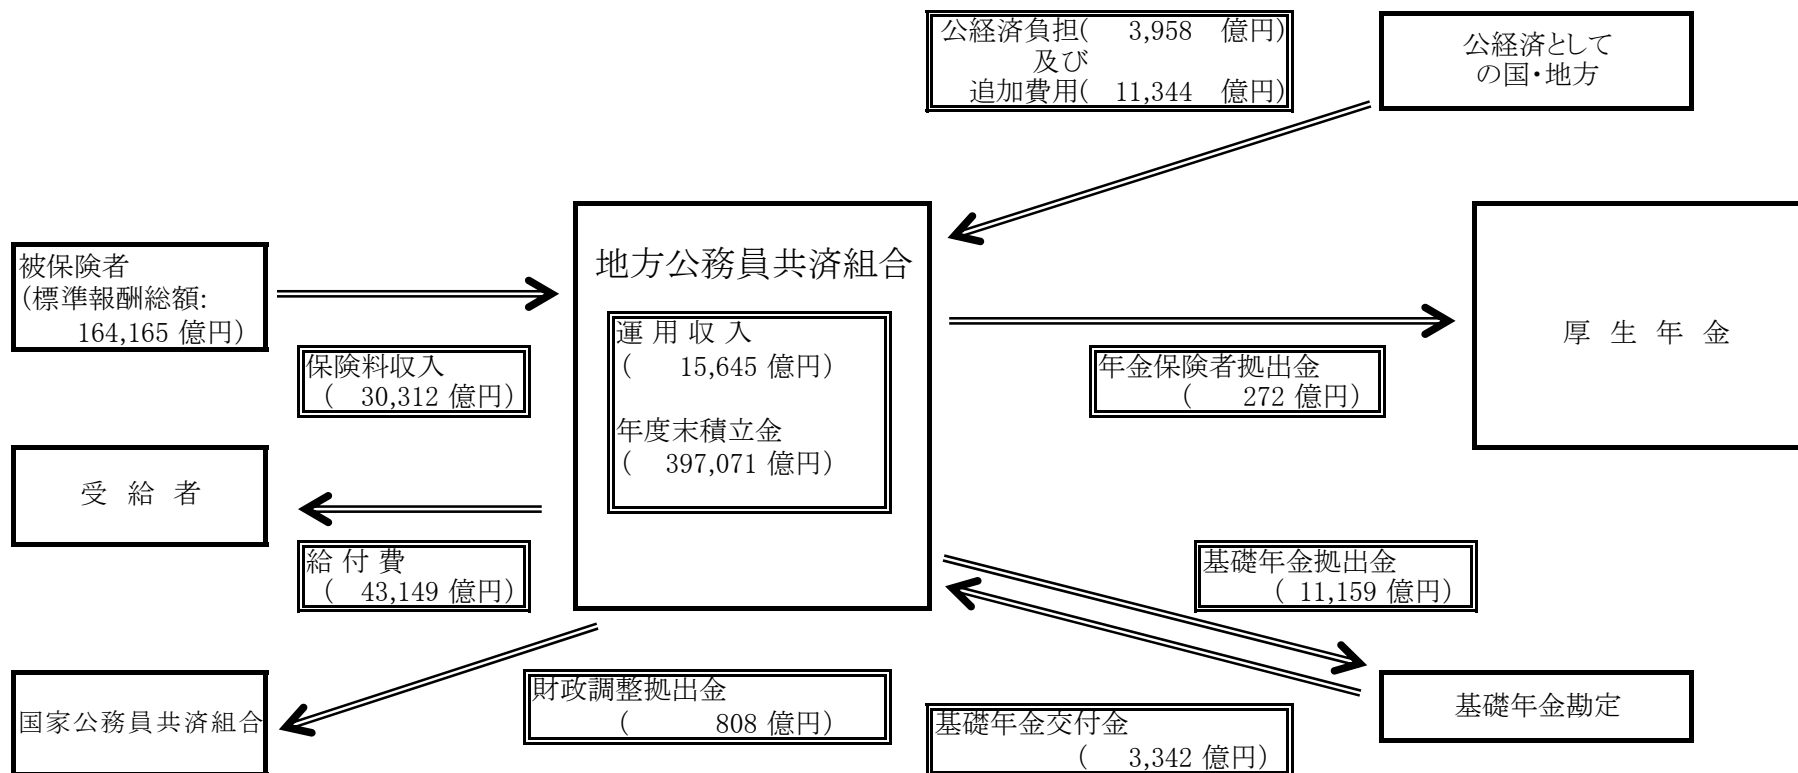 公経済負担( 3,958 億円)
及び
追加費用( 11,344 億円)
公経済として
の国・地方
被保険者
(標準報酬総額:
164,165 億円)
保険料収入
( 30,312 億円)
地方公務員共済組合
運用収入
( 15,645 億円)
年度末積立金
( 397,071 億円)
年金保険者拠出金
( 272 億円)
厚生年金
受給者
給付費
( 43,149 億円)
基礎年金拠出金
( 11,159 億円)
国家公務員共済組合
財政調整拠出金
( 808 億円)
基礎年金交付金
( 3,342 億円)
基礎年金勘定